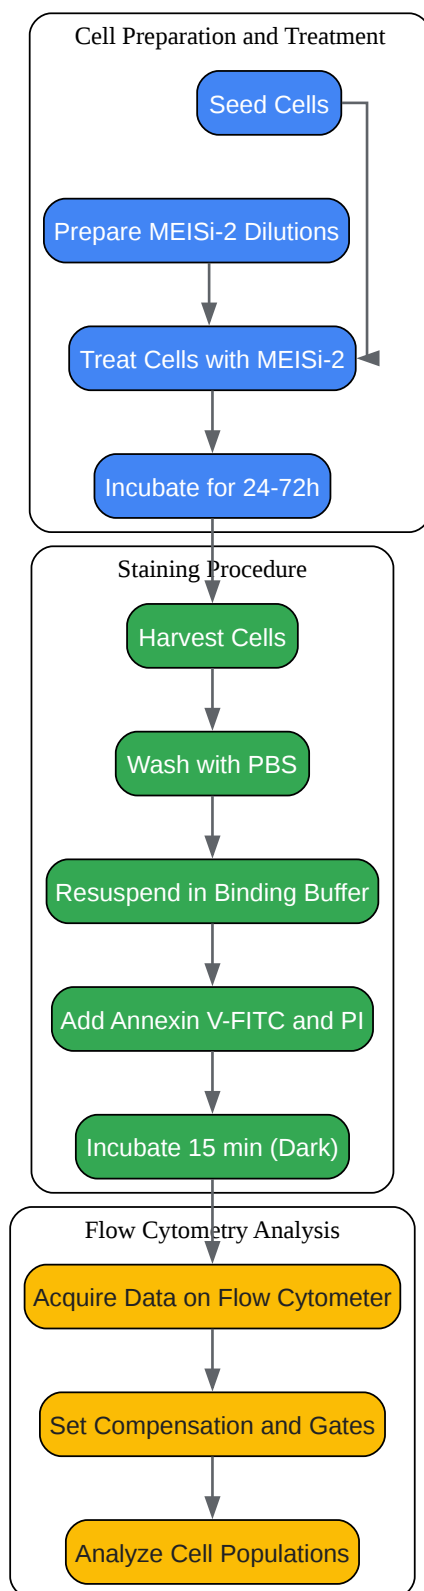 Cell Preparation and Treatment
Seed Cells
Prepare MEISi-2 Dilutions
Treat Cells with MEISi-2
Incubate for 24-72h
Staining Procedure
Harvest Cells
Wash with PBS
Resuspend in Binding Buffer
Add Annexin V-FITC and PI
Incubate 15 min (Dark)
Flow Cytometry Analysis
Acquire Data on Flow Cytometer
Set Compensation and Gates
Analyze Cell Populations